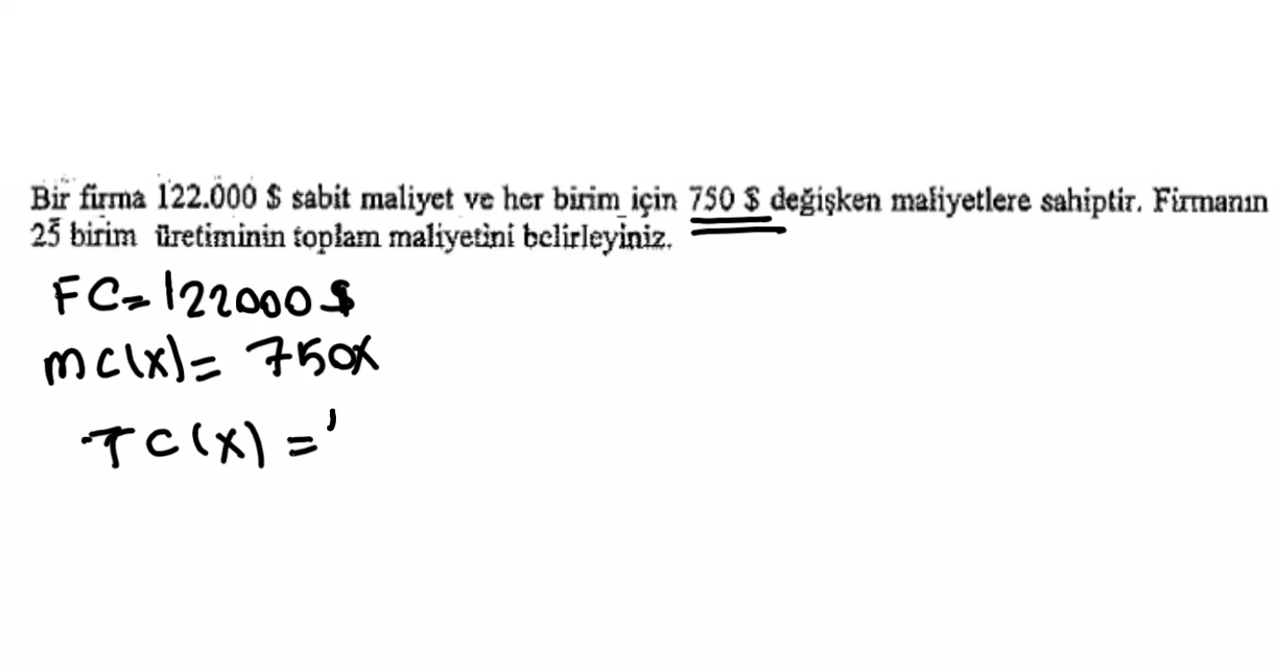 Bir firma 122.000 $ sabit maliyet ve her birim için 750 $ değişken maliyetlere sahiptir. Firmanın
25 birim üretiminin toplam maliyetini belirleyiniz.
FC=122000$
mc(x)= 750x
TC(x) ='